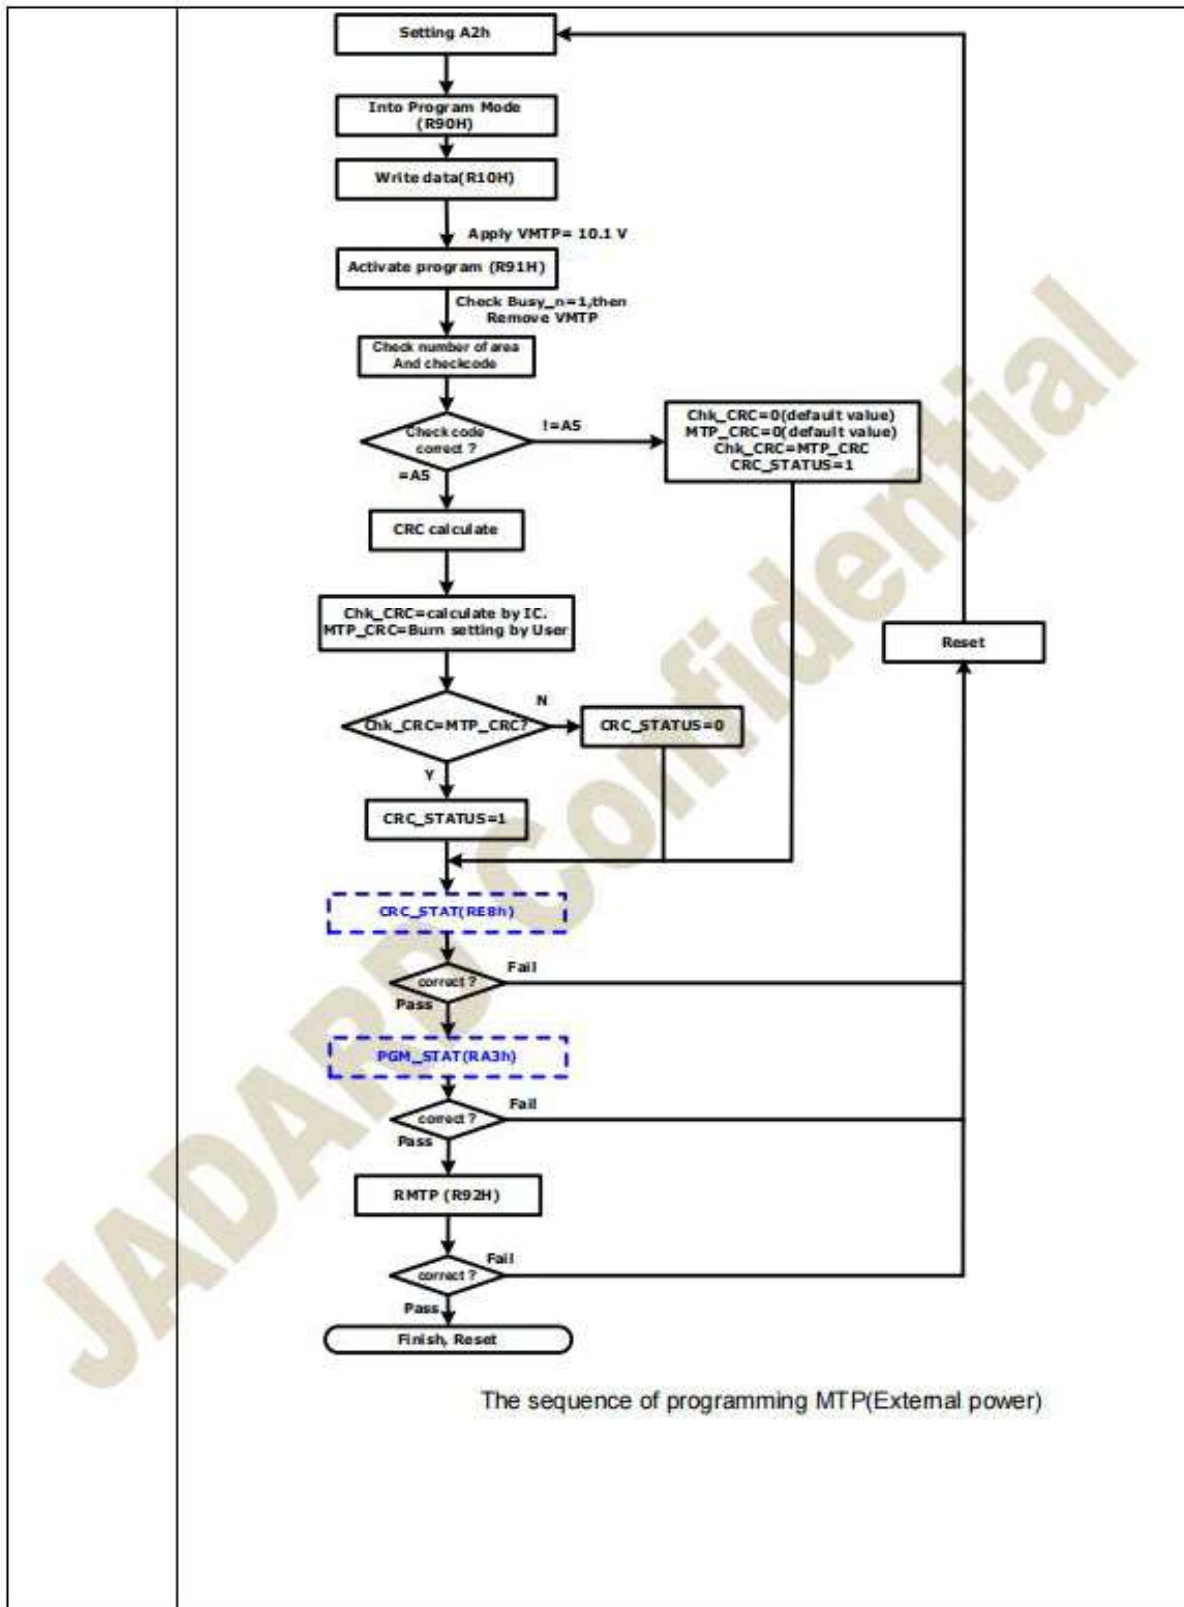 Setting A2h
Into Program Mode
(R90H)
Write data(R10H)
Apply VMTP= 10.1 V
Activate program (R91H)
Check Busy_n=1,then
Remove VMTP
Check number of area
And checkcode
Check code
correct ?
!=A5
Chk_CRC=0(default value)
MTP_CRC=0(default value)
Chk_CRC=MTP_CRC
CRC_STATUS=1
=A5
CRC calculate
Chk_CRC=calculate by IC.
MTP_CRC=Burn setting by User
Reset
Chk_CRC=MTP_CRC?
N
CRC_STATUS=0
Y
CRC_STATUS=1
CRC_STAT(RE8h)
correct ?
Fail
Pass
PGM_STAT(RA3h)
correct ?
Fail
Pass
RMTP (R92H)
correct ?
Fail
Pass
Finish, Reset
The sequence of programming MTP(External power)
JADARD Confidential